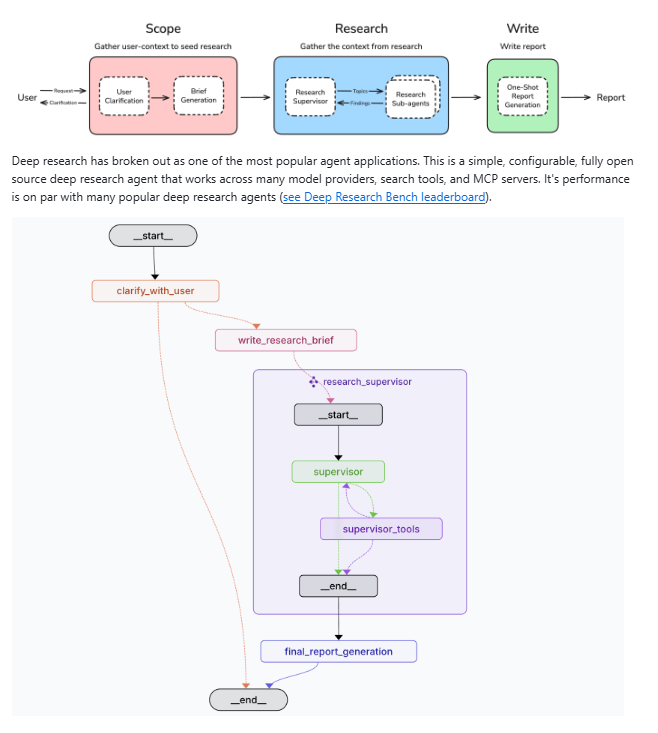 Scope
Gather user-context to seed research
Research
Gather the context from research
Write
Write report
User
Request
Clarification
User
Clarification
Brief
Generation
Research
Supervisor
Topics
Findings
Research
Sub-agents
One-Shot
Report
Generation
Report
Deep research has broken out as one of the most popular agent applications. This is a simple, configurable, fully open
source deep research agent that works across many model providers, search tools, and MCP servers. It's performance
is on par with many popular deep research agents (see Deep Research Bench leaderboard).
__start__
clarify_with_user
write_research_brief
research_supervisor
__start__
supervisor
supervisor_tools
__end__
final_report_generation
__end__